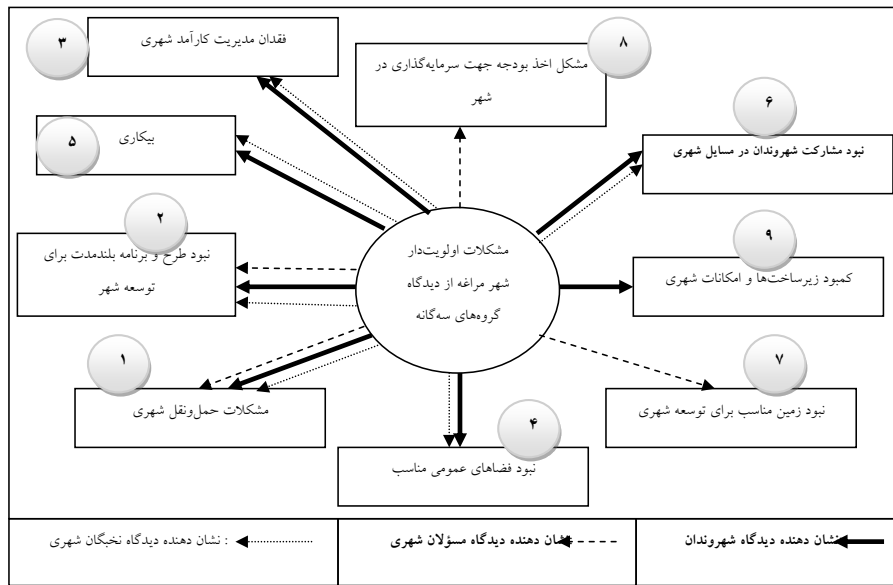 ۳
فقدان مدیریت کارآمد شهری
۸
مشکل اخذ بودجه جهت سرمایه‌گذاری در
شهر
۶
نبود مشارکت شهروندان در مسایل شهری
۵
بیکاری
۲
نبود طرح و برنامه بلندمدت برای
توسعه شهر
مشکلات اولویت‌دار
شهر مراغه از دیدگاه
گروه‌های سه‌گانه
۹
کمبود زیرساخت‌ها و امکانات شهری
۱
مشکلات حمل‌ونقل شهری
۷
نبود زمین مناسب برای توسعه شهری
۴
نبود فضاهای عمومی مناسب
نشان دهنده دیدگاه شهروندان
نشان دهنده دیدگاه مسؤلان شهری
: نشان دهنده دیدگاه نخبگان شهری